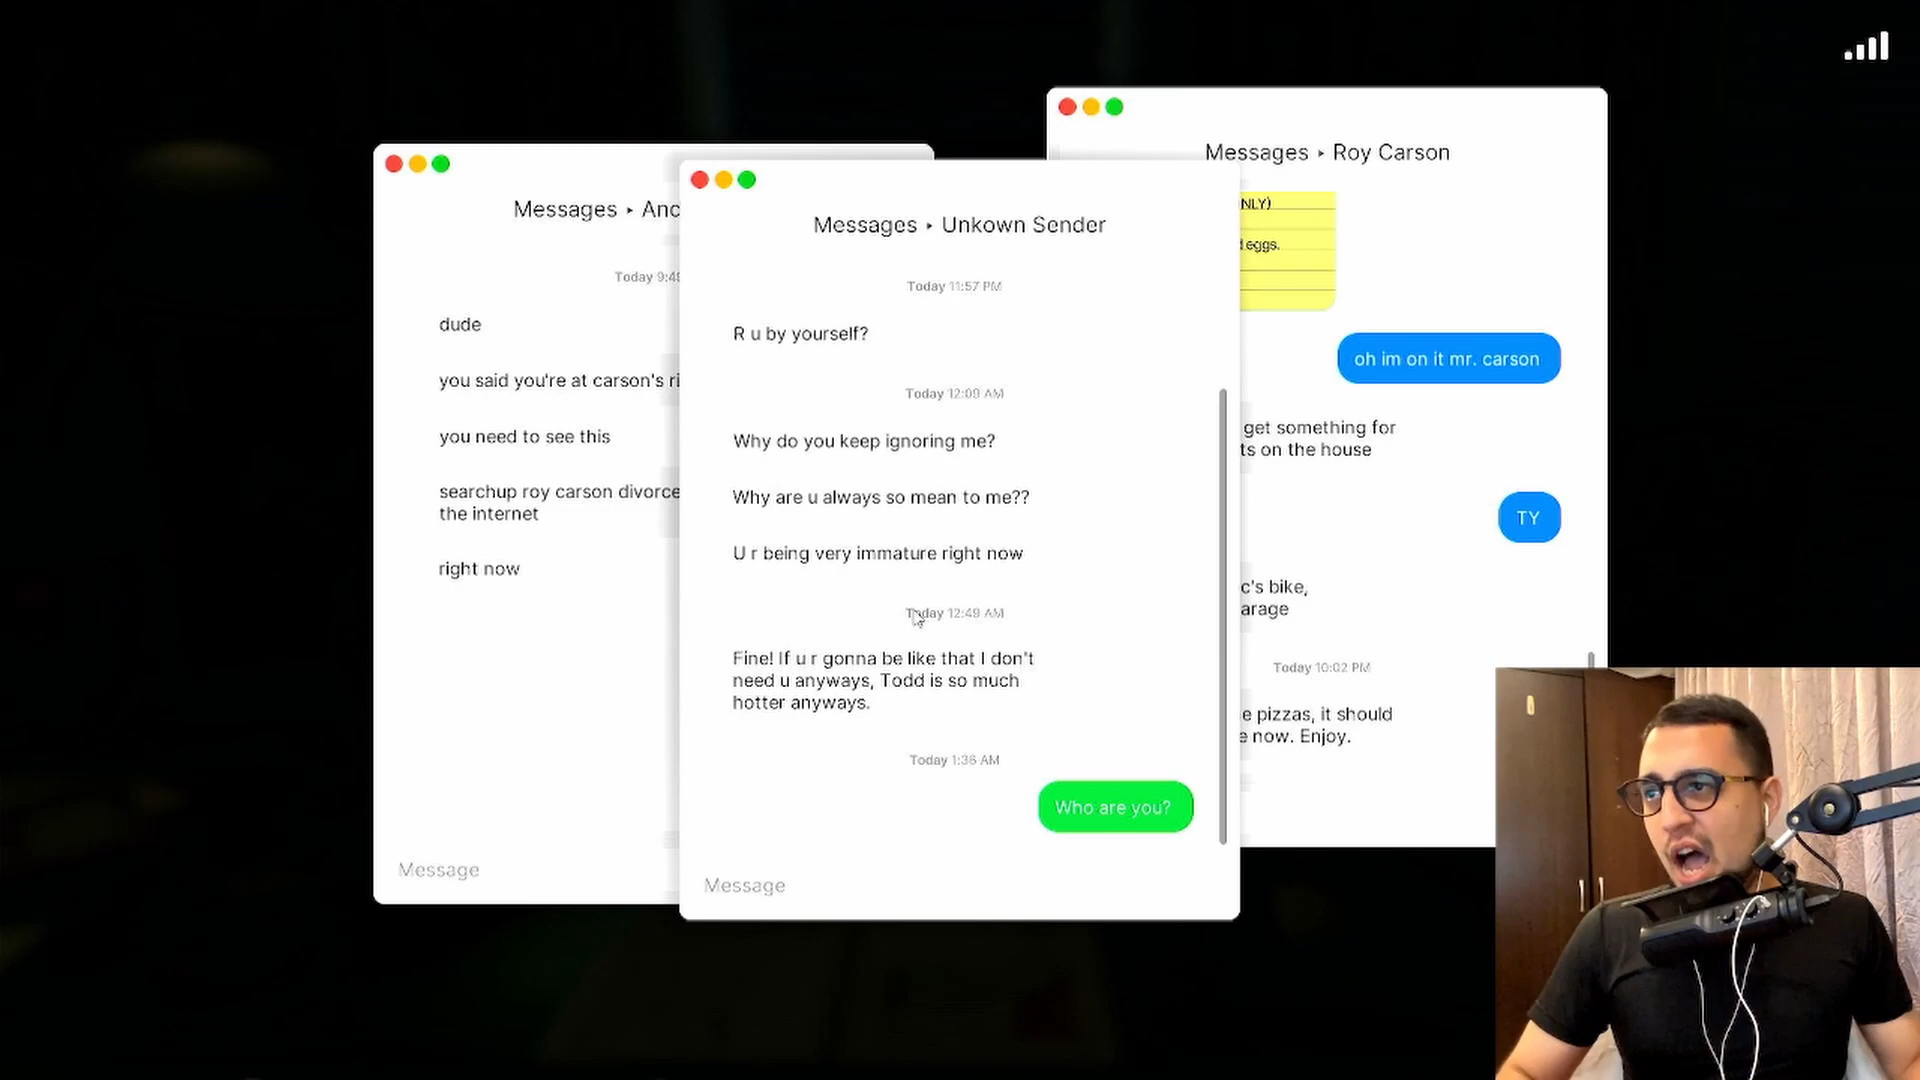 Messages ▸ Anc
Today 9:49
dude
you said you're at carson's ri
you need to see this
searchup roy carson divorce
the internet
right now
Message
Messages ▸ Unkown Sender
Today 11:57 PM
R u by yourself?
Today 12:09 AM
Why do you keep ignoring me?
Why are u always so mean to me??
U r being very immature right now
Today 12:49 AM
Fine! If u r gonna be like that I don't
need u anyways, Todd is so much
hotter anyways.
Today 1:36 AM
Who are you?
Message
Messages ▸ Roy Carson
NLY)
eggs.
oh im on it mr. carson
get something for
ts on the house
TY
c's bike,
arage
Today 10:02 PM
e pizzas, it should
e now. Enjoy.